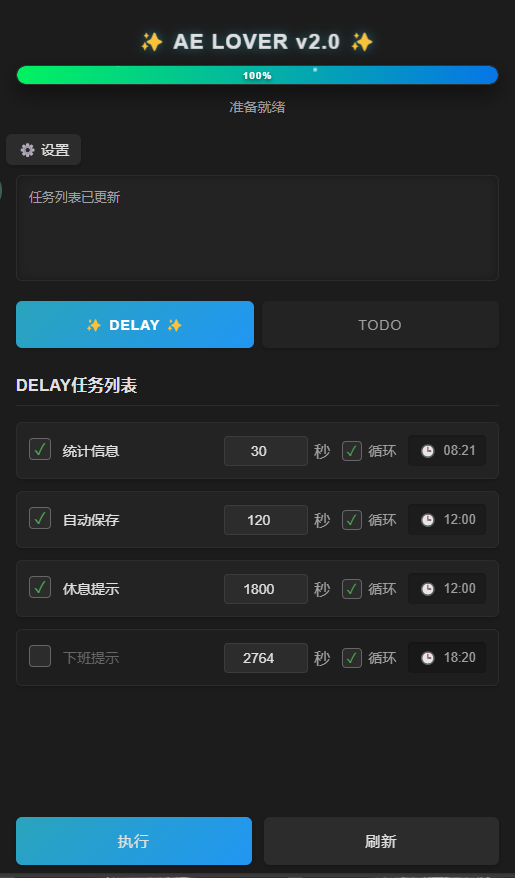 ✨ AE LOVER v2.0 ✨
100%
准备就绪
设置
任务列表已更新
✨ DELAY ✨
TODO
DELAY任务列表
统计信息 30 秒 循环 08:21
自动保存 120 秒 循环 12:00
休息提示 1800 秒 循环 12:00
下班提示 2764 秒 循环 18:20
执行
刷新